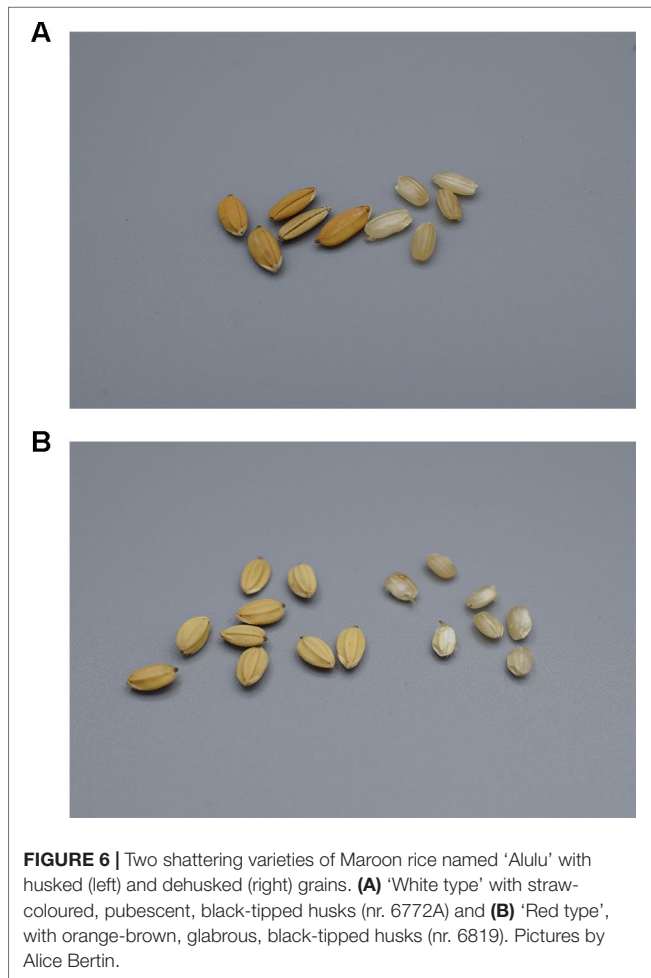 A
B
FIGURE 6 | Two shattering varieties of Maroon rice named ‘Alulu’ with
husked (left) and dehusked (right) grains. (A) ‘White type’ with straw-
coloured, pubescent, black-tipped husks (nr. 6772A) and (B) ‘Red type’,
with orange-brown, glabrous, black-tipped husks (nr. 6819). Pictures by
Alice Bertin.